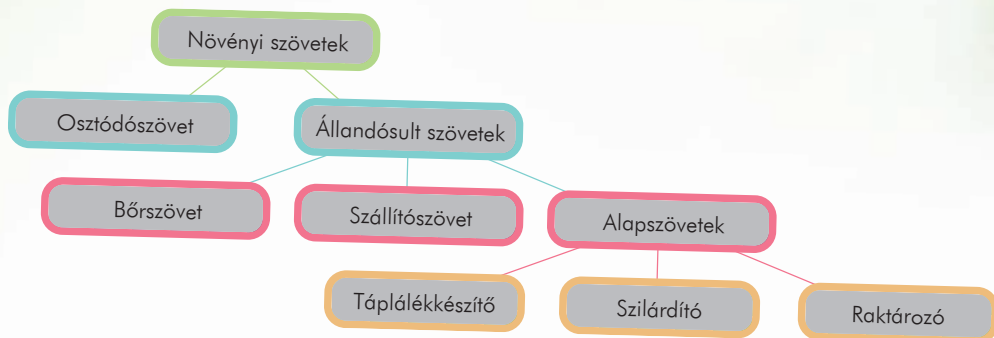 Növényi szövetek
Osztódószövet
Állandósult szövetek
Bőrszövet
Szállítószövet
Alapszövetek
Táplálékkészítő
Szilárdító
Raktározó